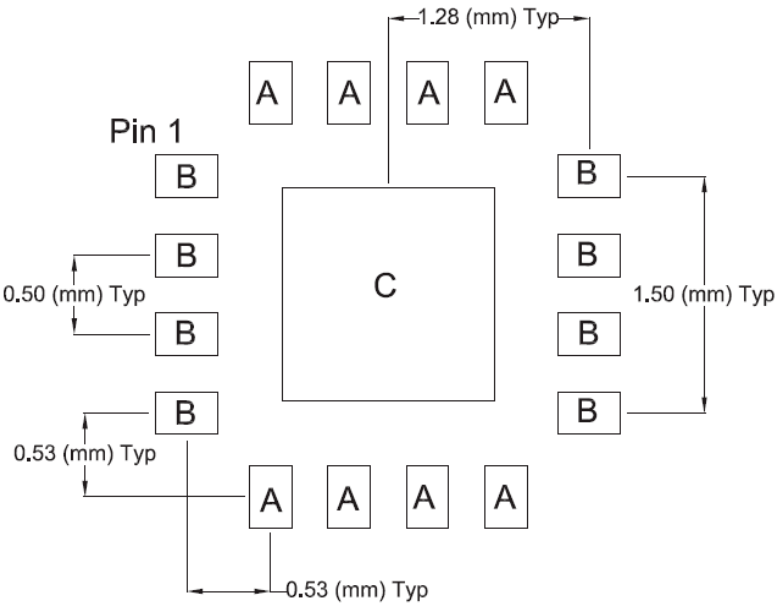 1.28 (mm) Typ
A A A A
Pin 1
B B
B B
C
0.50 (mm) Typ
1.50 (mm) Typ
B B
B B
0.53 (mm) Typ
A A A A
0.53 (mm) Typ